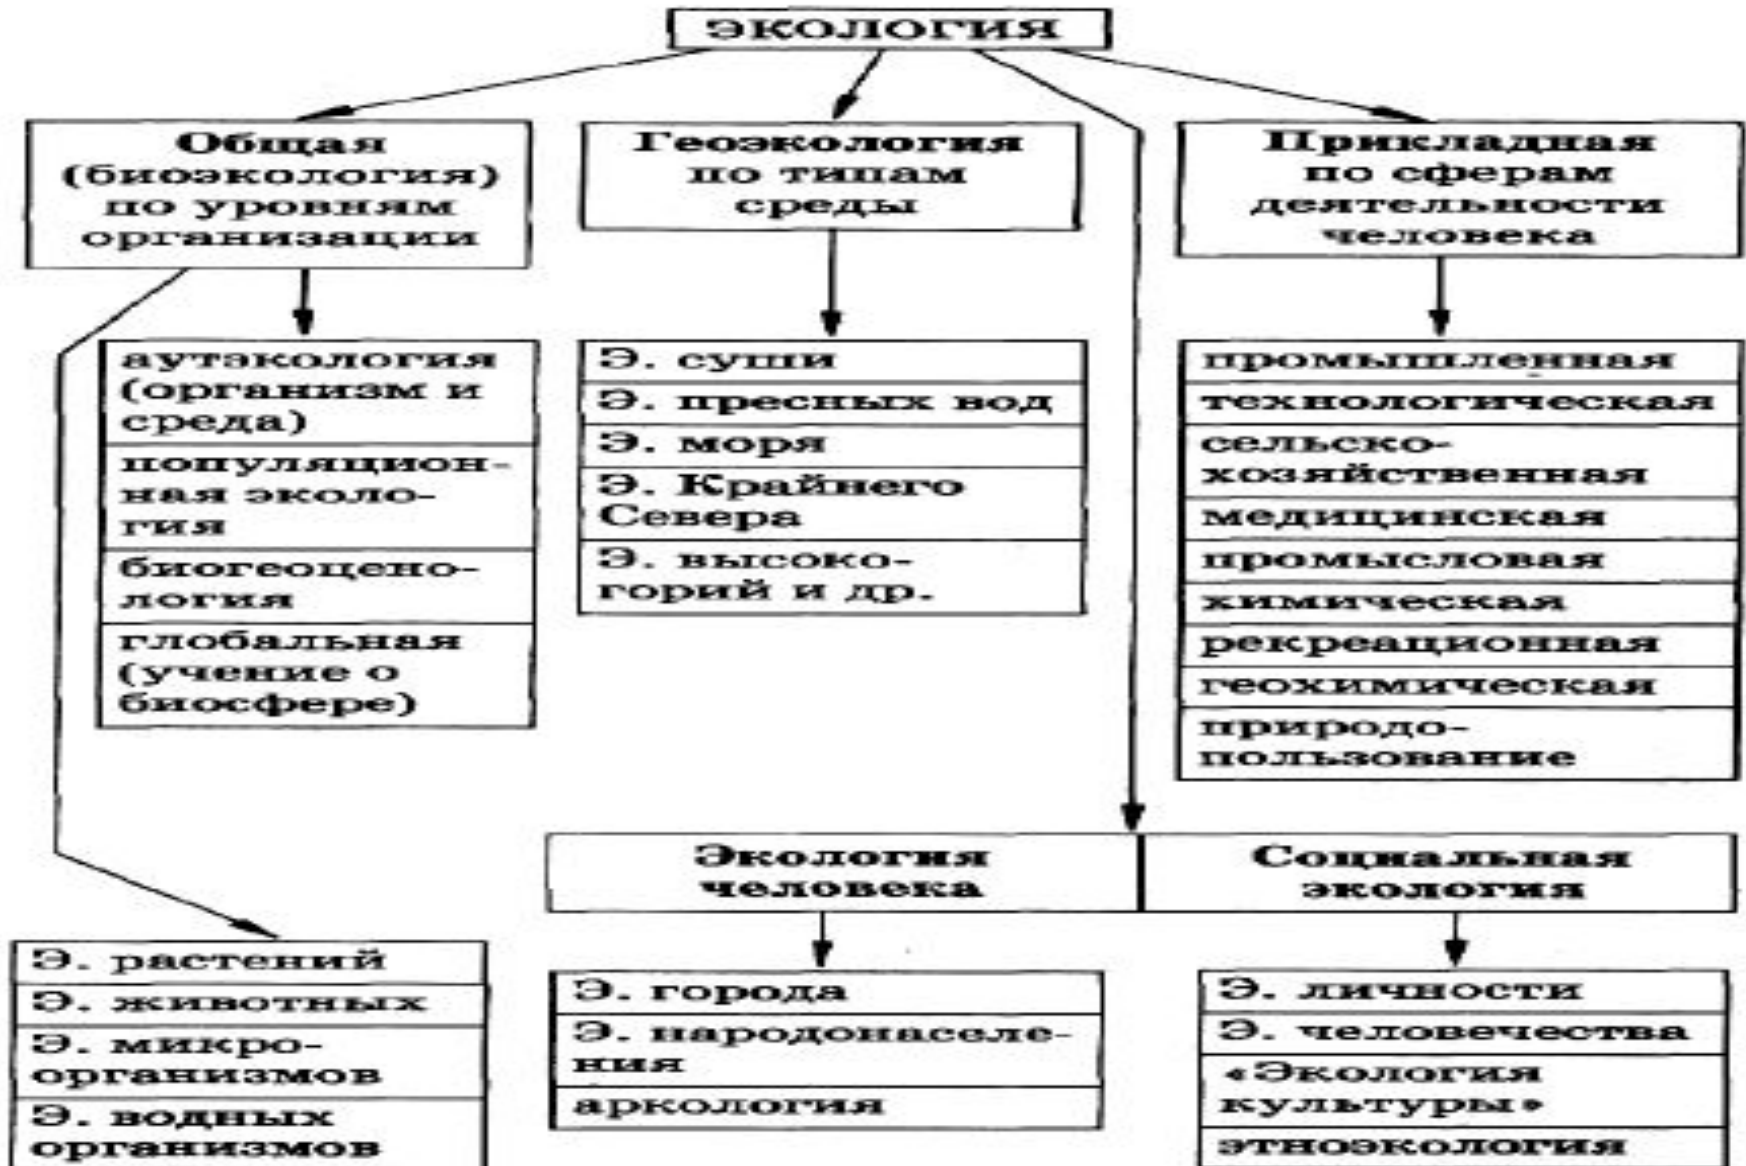 экология
Общая
(биоэкология)
по уровням
организации
Геоэкология
по типам
среды
Прикладная
по сферам
деятельности
человека
аутэкология
(организм и
среда)
популяцион-
ная эколо-
гия
биогеоцено-
логия
глобальная
(учение о
биосфере)
Э. суши
Э. пресных вод
Э. моря
Э. Крайнего
Севера
Э. высоко-
горий и др.
промышленная
технологическая
сельско-
хозяйственная
медицинская
промысловая
химическая
рекреационная
геохимическая
природо-
пользование
Экология
человека
Социальная
экология
Э. растений
Э. животных
Э. микро-
организмов
Э. водных
организмов
Э. города
Э. народонаселе-
ния
аркология
Э. личности
Э. человечества
«Экология
культуры»
этноэкология